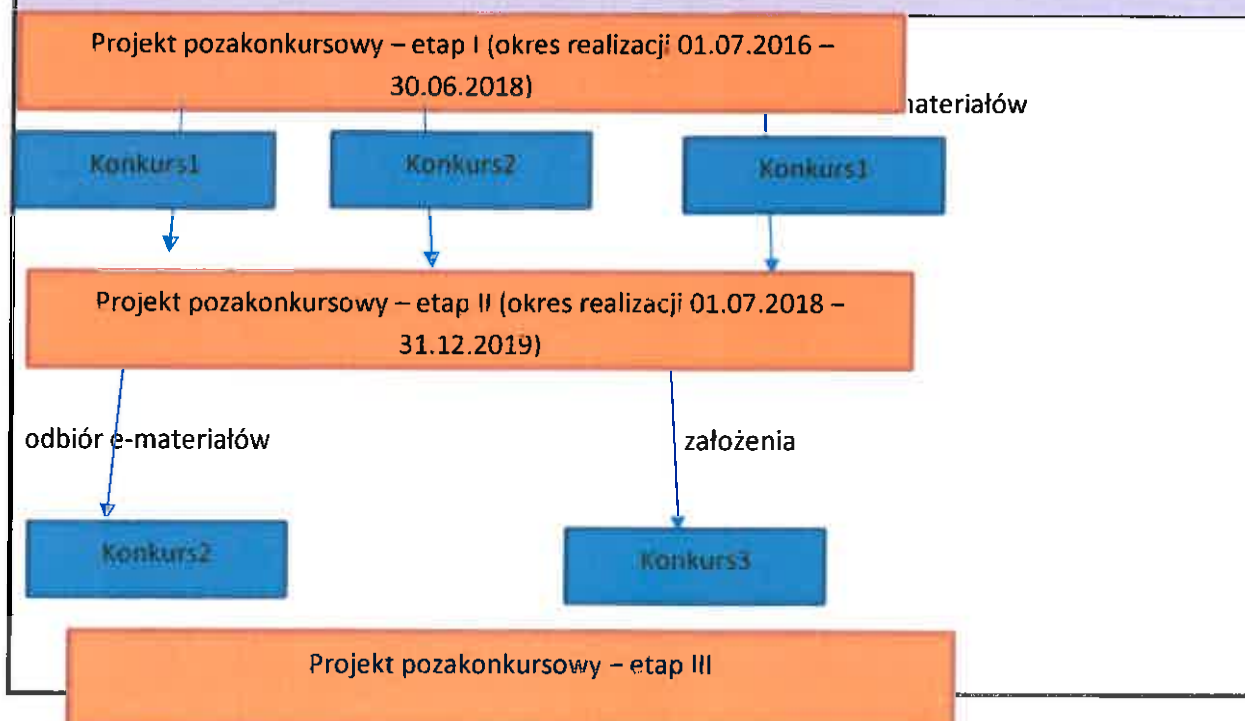 Projekt pozakonkursowy – etap I (okres realizacji 01.07.2016 –
30.06.2018)
Konkurs1
Konkurs2
Konkurs1
Projekt pozakonkursowy – etap II (okres realizacji 01.07.2018 –
31.12.2019)
odbiór e-materiałów
założenia
Konkurs2
Konkurs3
Projekt pozakonkursowy – etap III